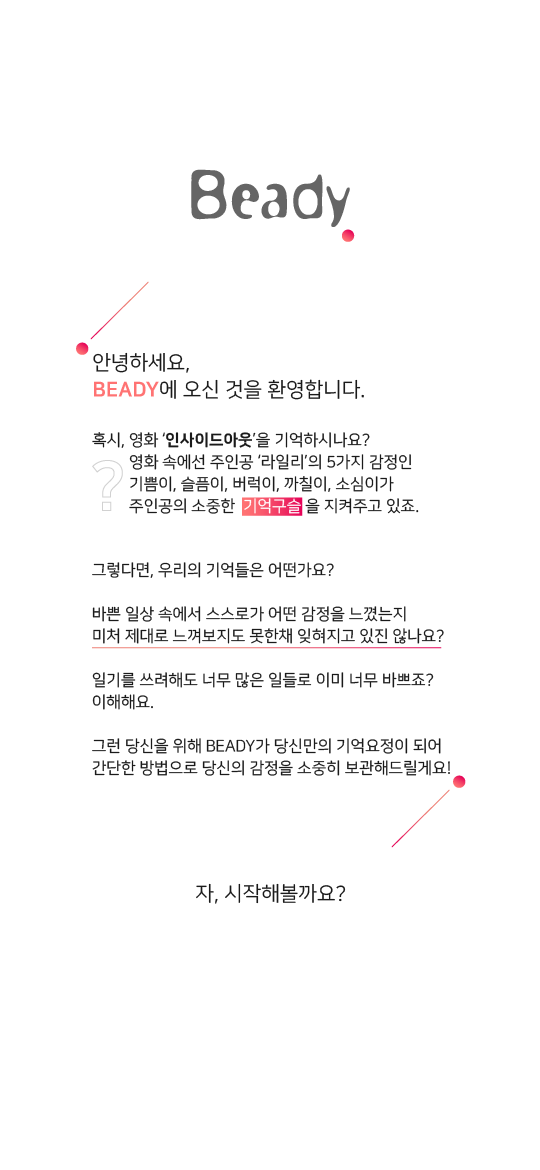 Beady
안녕하세요,
BEADY에 오신 것을 환영합니다.
혹시, 영화 ‘인사이드아웃’을 기억하시나요?
?
영화 속에선 주인공 ‘라일리’의 5가지 감정인
기쁨이, 슬픔이, 버럭이, 까칠이, 소심이가
주인공의 소중한 기억구슬을 지켜주고 있죠.
그렇다면, 우리의 기억들은 어떤가요?
바쁜 일상 속에서 스스로가 어떤 감정을 느꼈는지
미처 제대로 느껴보지도 못한채 잊혀지고 있진 않나요?
일기를 쓰려해도 너무 많은 일들로 이미 너무 바쁘죠?
이해해요.
그런 당신을 위해 BEADY가 당신만의 기억요정이 되어
간단한 방법으로 당신의 감정을 소중히 보관해드릴게요!
자, 시작해볼까요?